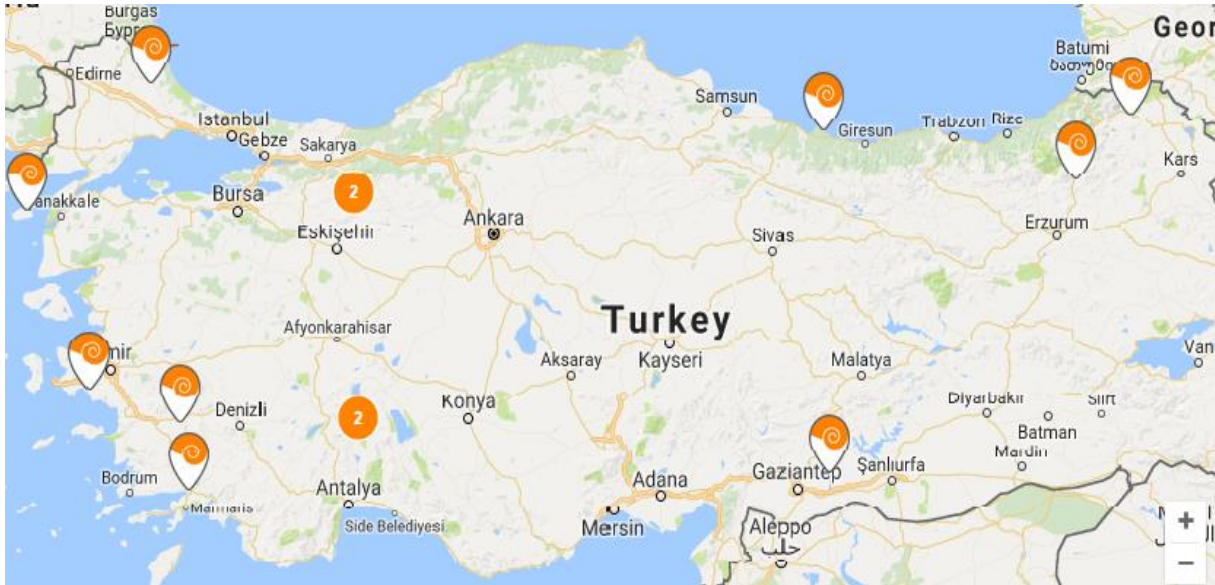 Burgas
Geor
Batumi
Edirne
Samsun
Istanbul
Giresun
Trabzon
Rize
Gebze
Sakarya
Kars
anakkale
Bursa
Ankara
Erzurum
Eskişehir
Sivas
Turkey
Afyonkarahisar
mir
Aksaray
Kayseri
Malatya
Van
Denizli
Konya
Diyarbakır
Siirt
Batman
Mardin
Bodrum
Gaziantep
Şanlıurfa
Antalya
Adana
Marmaris
Side Belediyesi
Mersin
Aleppo
حلب
2
2
+
−